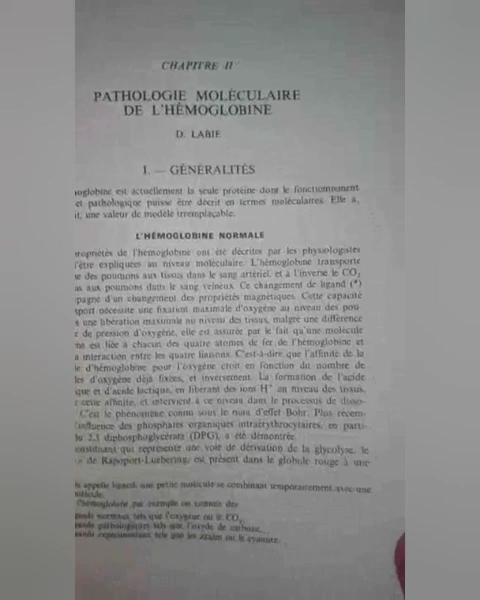 CHAPITRE II
PATHOLOGIE MOLÉCULAIRE
DE L'HÉMOGLOBINE
D. LABIE
I. — GÉNÉRALITÉS
moglobine est actuellement la seule protéine dont le fonctionnement
et pathologique puisse être décrit en termes moléculaires. Elle a,
it, une valeur de modèle irremplaçable.
L'HÉMOGLOBINE NORMALE
ropriétés de l'hémoglobine ont été décrites par les physiologistes
l'être expliquées au niveau moléculaire. L'hémoglobine transporte
ne des poumons aux tissus dans le sang artériel, et à l'inverse le CO2
us aux poumons dans le sang veineux. Ce changement de ligand (*)
pagne d'un changement des propriétés magnétiques. Cette capacité
sport nécessite une fixation maximale d'oxygène au niveau des pou-
s une libération maximale au niveau des tissus, malgré une différence
e de pression d'oxygène, elle est assurée par le fait qu'une molécule
ne est liée à chacun des quatre atomes de fer de l'hémoglobine et
a interaction entre les quatre liaisons. C'est-à-dire que l'affinité de la
le d'hémoglobine pour l'oxygène croît en fonction du nombre de
les d'oxygène déjà fixées, et inversement. La formation de l'acide
que et d'acide lactique, en libérant des ions H+ au niveau des tissus,
cette affinité, et intervient à ce niveau dans le processus de disso-
C'est le phénomène connu sous le nom d'effet Bohr. Plus récem-
influence des phosphates organiques intraérythrocytaires, en parti-
lu 2,3 diphosphoglycérate (DPG), a été démontrée.
onstituant qui représente une voie de dérivation de la glycolyse, le
de Rapoport-Luebering, est présent dans le globule rouge à une
appelle ligand, une petite molécule se combinant temporairement avec une
olécule.
l'hémoglobine par exemple on connaît des
ands normaux tels que l'oxygène ou le CO2
ands pathologiques tels que l'oxyde de carbone,
ands expérimentaux tels que les azides ou le cyanure.